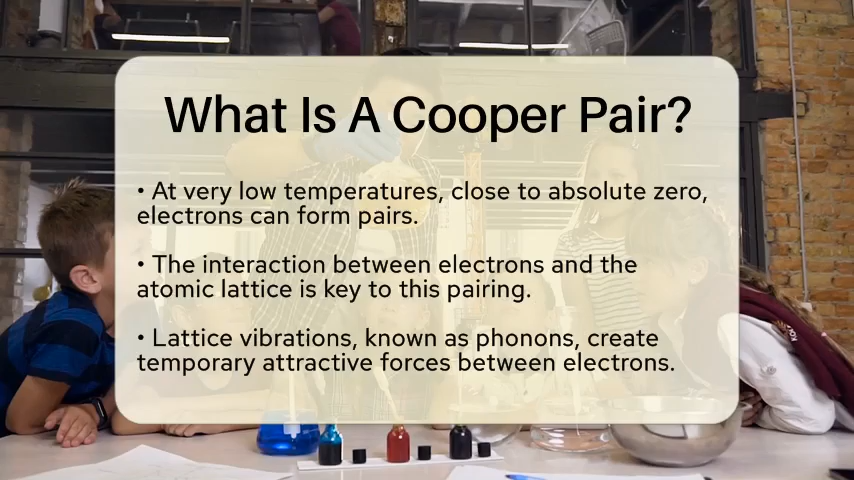 What Is A Cooper Pair?
• At very low temperatures, close to absolute zero,
electrons can form pairs.
• The interaction between electrons and the
atomic lattice is key to this pairing.
• Lattice vibrations, known as phonons, create
temporary attractive forces between electrons.